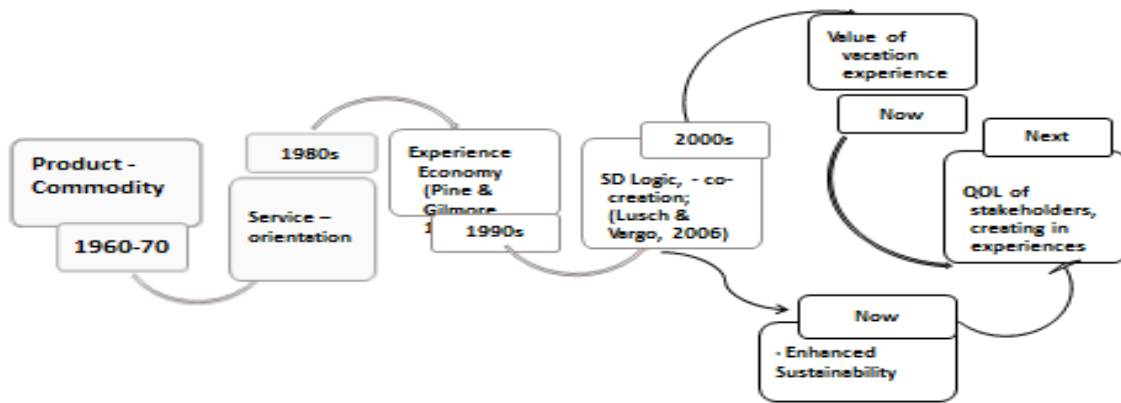 Product -
Commodity
1960-70
1980s
Service –
orientation
Experience
Economy
(Pine &
Gilmore
1990s
2000s
SD Logic, - co-
creation;
(Lusch &
Vargo, 2006)
Value of
vacation
experience
Now
Next
QOL of
stakeholders,
creating in
experiences
Now
- Enhanced
Sustainability